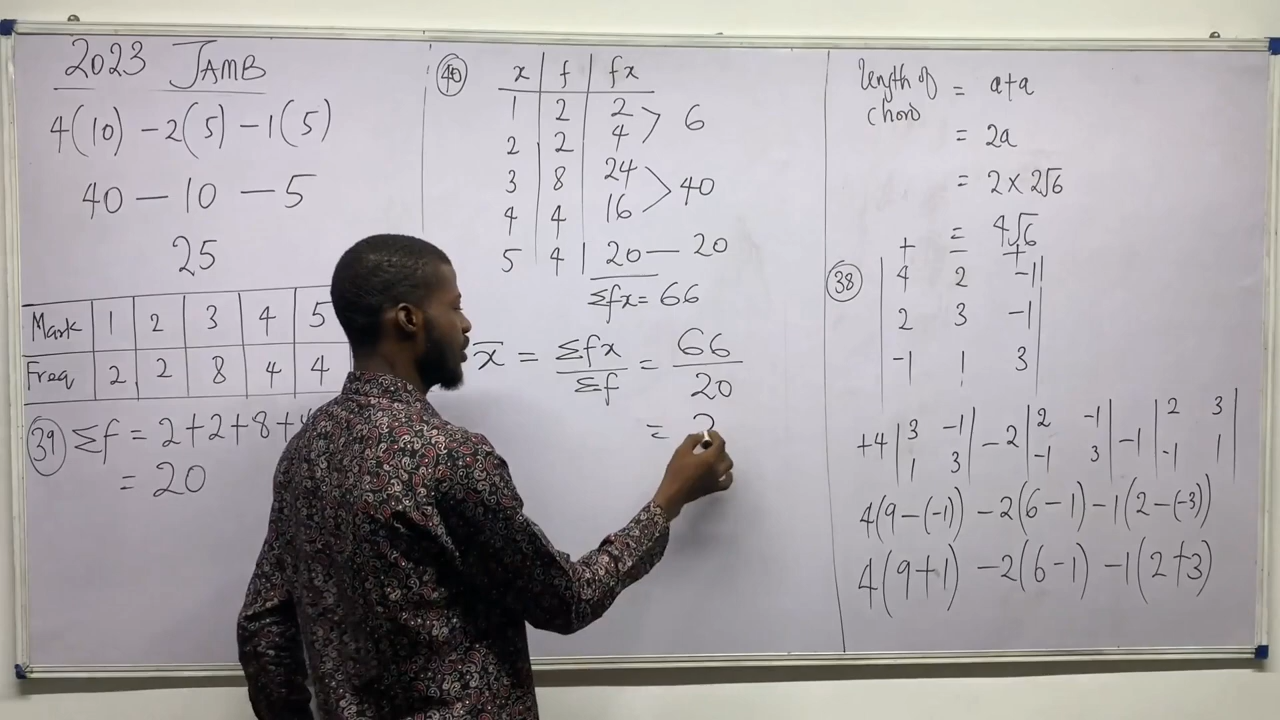 2023 JAMB
4(10) - 2(5) - 1(5)
40 - 10 - 5
25
Mark 1 2 3 4 5
Freq 2 2 8 4 4
39 Σf = 2+2+8+
= 20
40 x f fx
1 2 2
2 2 4
> 6
3 8 24
4 4 16
> 40
5 4 20 — 20
Σfx = 66
x̄ = Σfx/Σf = 66/20
=
length of chord = a+a
= 2a
= 2 × 2√6
= 4√6
+ - +
38 | 4 2 -1 |
| 2 3 -1 |
| -1 1 3 |
+4 | 3 -1 | -2 | 2 -1 | -1 | 2 3 |
| 1 3 | | -1 3 | | -1 1 |
4(9-(-1)) - 2(6-1) - 1(2-(-3))
4(9+1) - 2(6-1) - 1(2+3)